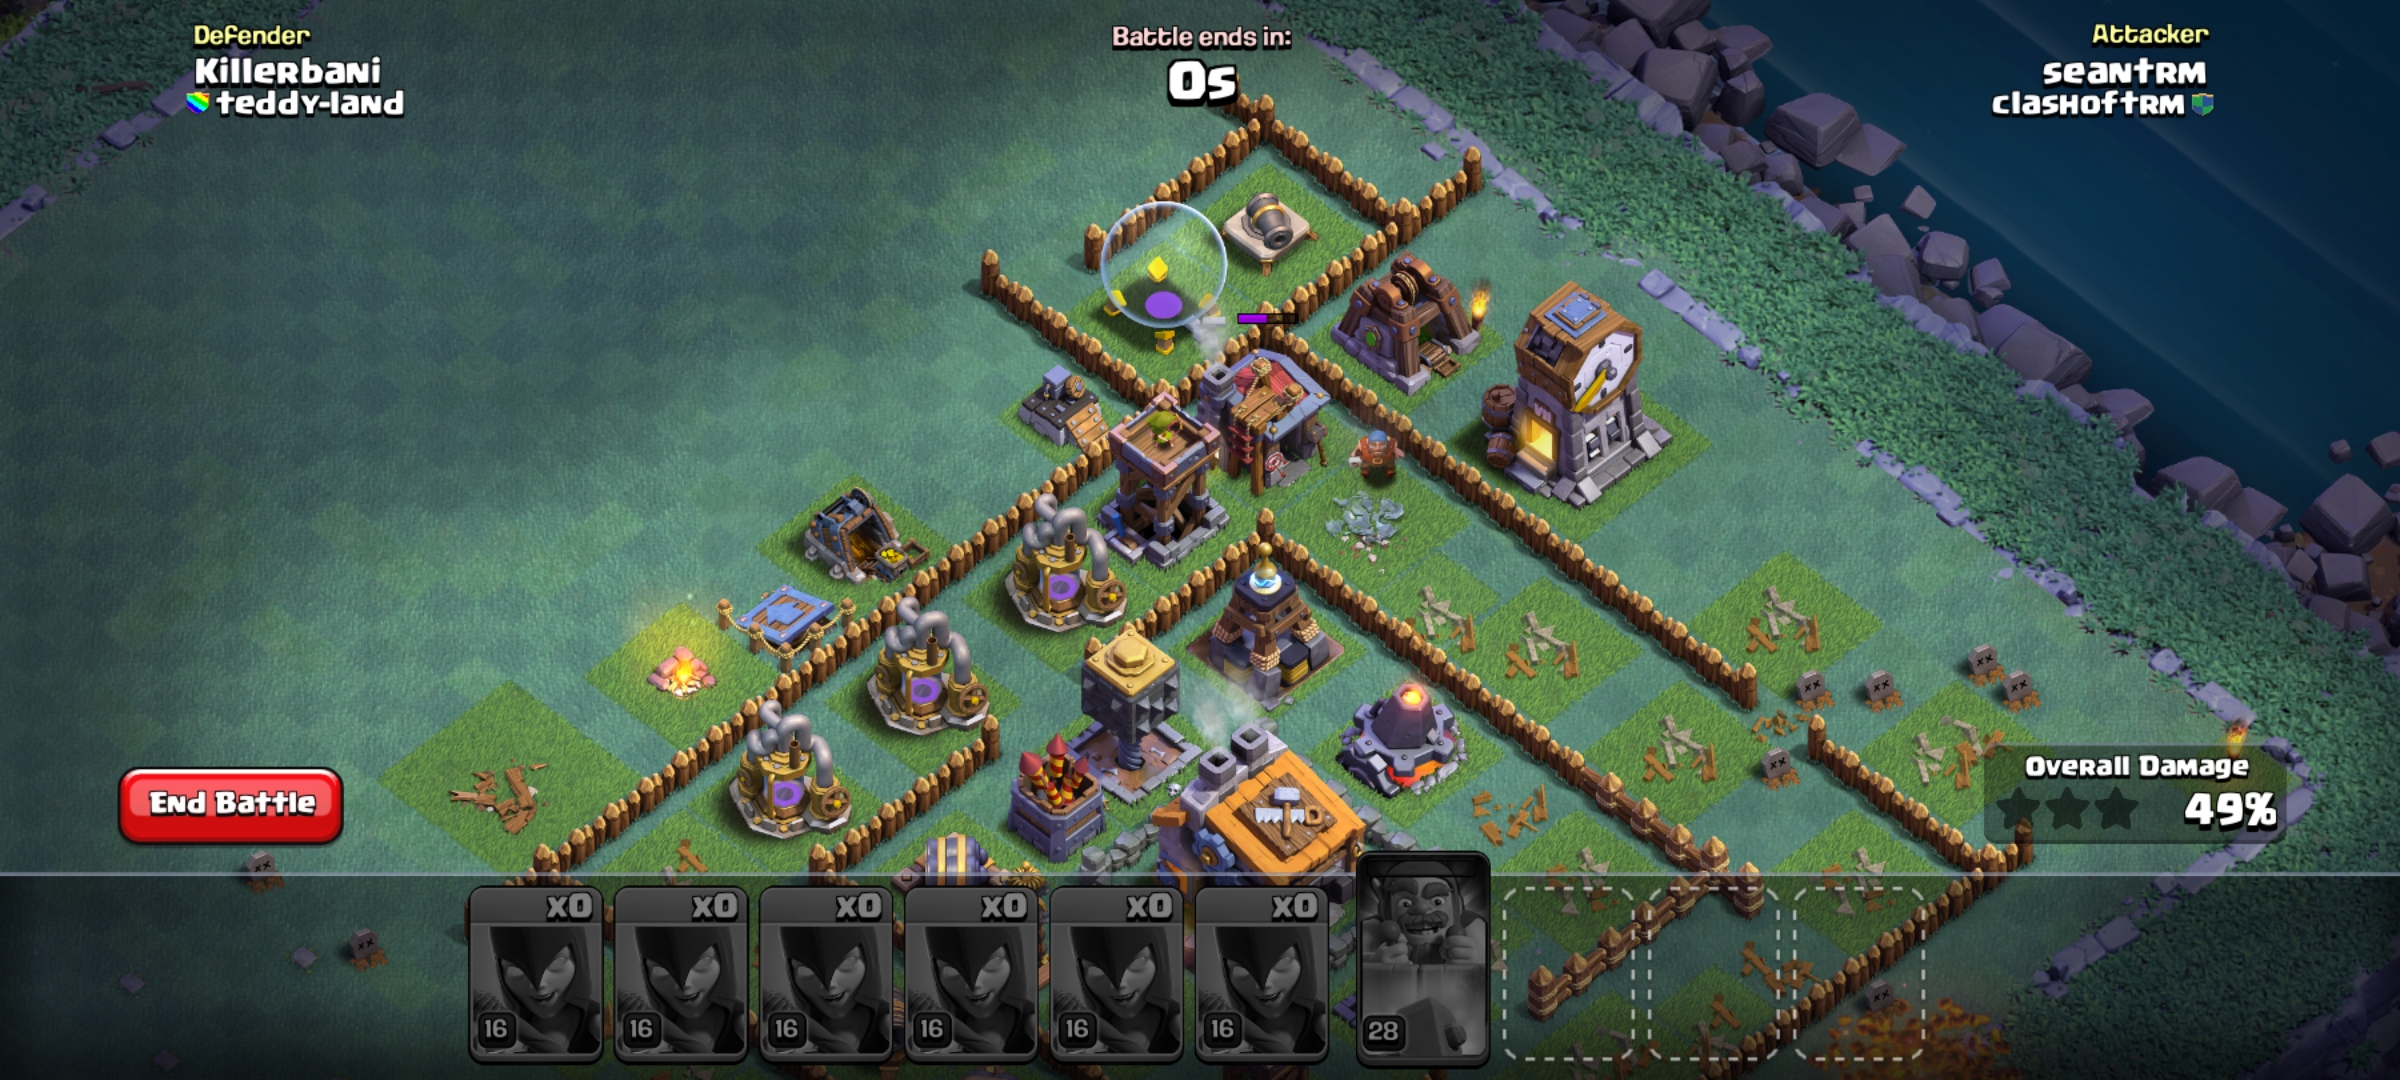 Defender
Killerbani
teddy-land
Battle ends in:
0s
Attacker
seantRM
clashoftRM
End Battle
Overall Damage
49%
x0
x0
x0
x0
x0
x0
16
16
16
16
16
16
28